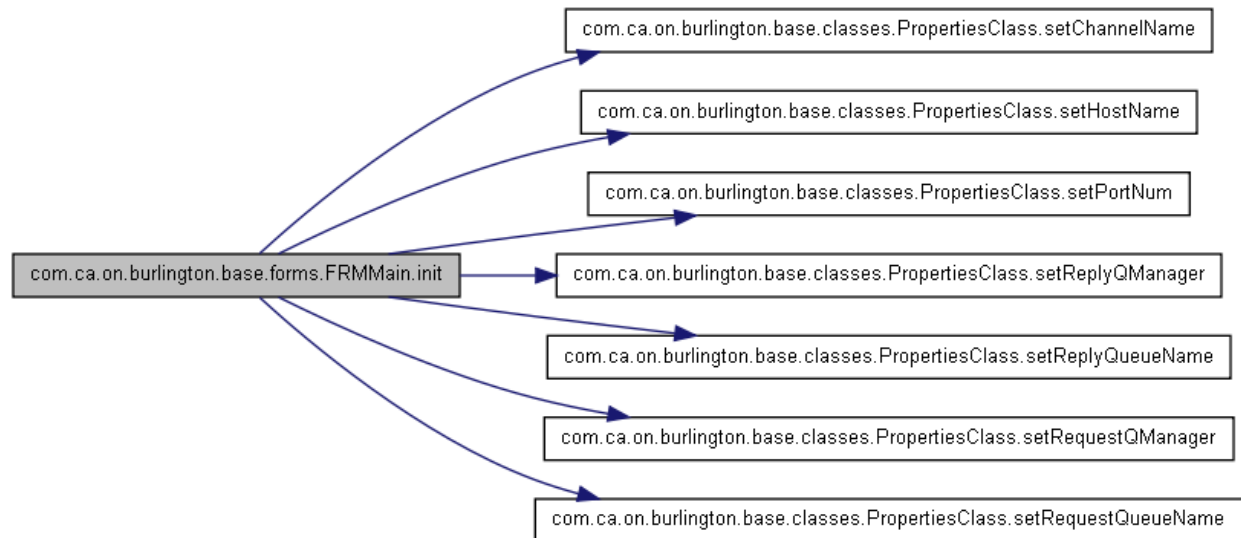 com.ca.on.burlington.base.classes.PropertiesClass.setChannelName
com.ca.on.burlington.base.classes.PropertiesClass.setHostName
com.ca.on.burlington.base.classes.PropertiesClass.setPortNum
com.ca.on.burlington.base.forms.FRMMain.init
com.ca.on.burlington.base.classes.PropertiesClass.setReplyQManager
com.ca.on.burlington.base.classes.PropertiesClass.setReplyQueueName
com.ca.on.burlington.base.classes.PropertiesClass.setRequestQManager
com.ca.on.burlington.base.classes.PropertiesClass.setRequestQueueName